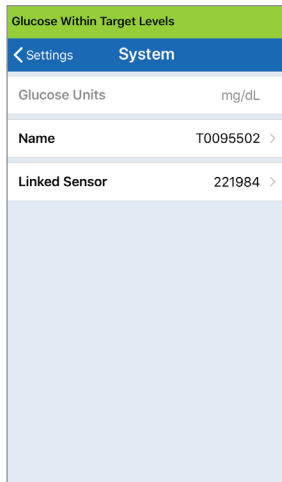 Glucose Within Target Levels
Settings System
Glucose Units mg/dL
Name T0095502
Linked Sensor 221984